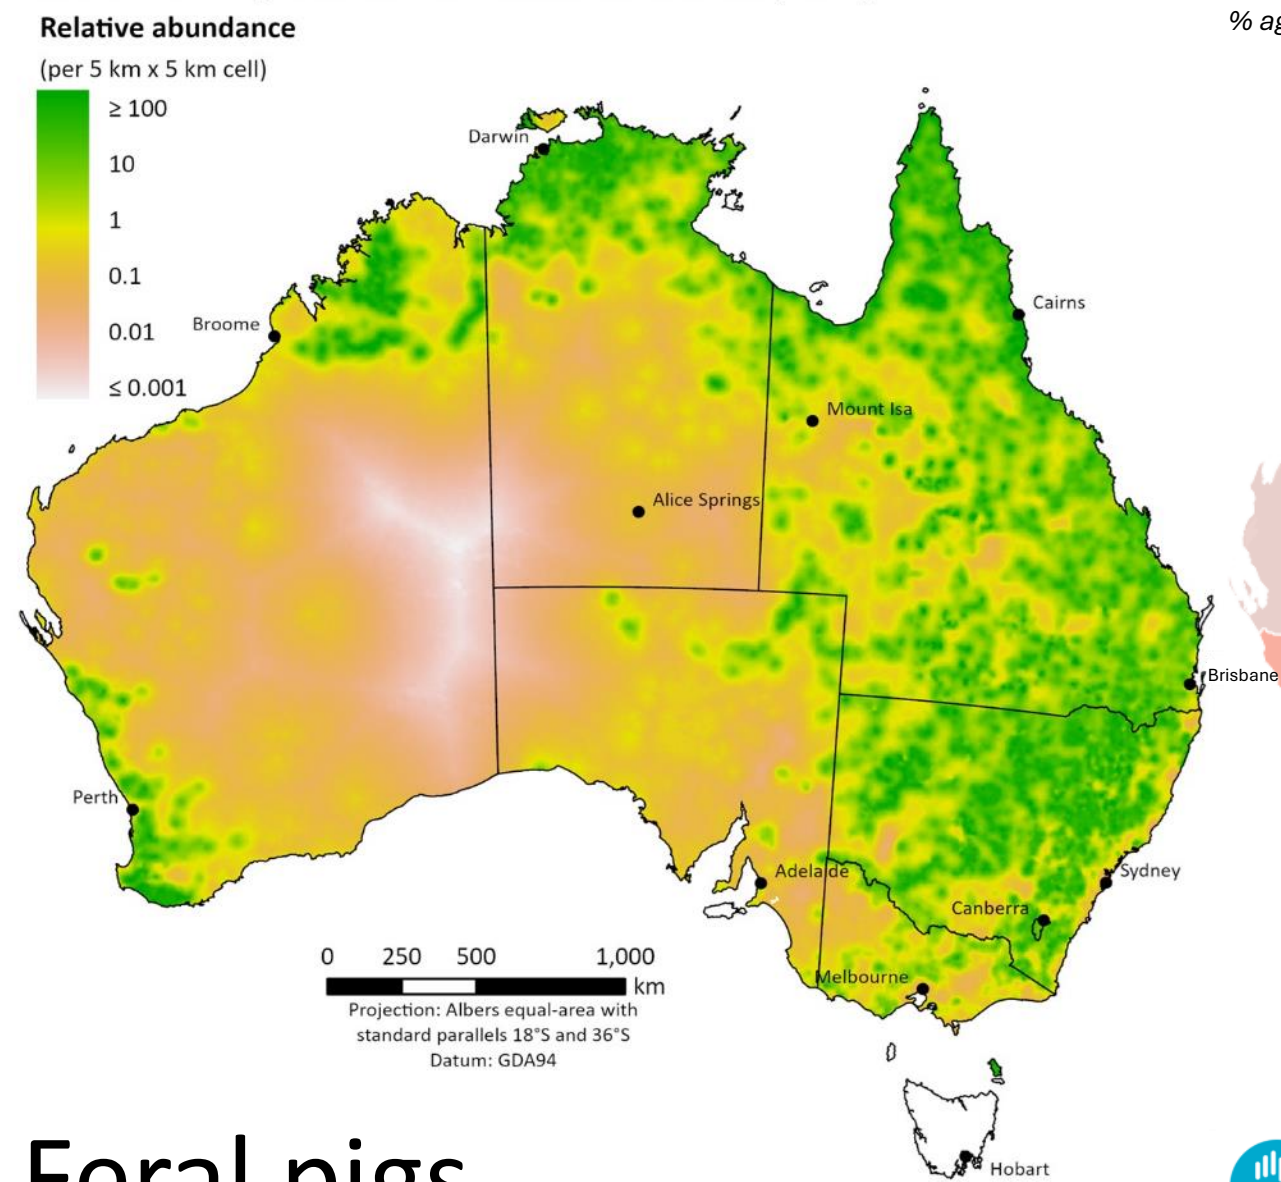 Relative abundance
(per 5 km x 5 km cell)
≥ 100
10
1
0.1
0.01
≤ 0.001
% ag
Darwin
Broome
Cairns
Mount Isa
Alice Springs
Brisbane
Perth
Adelaide
Sydney
Canberra
Melbourne
0 250 500 1,000
km
Projection: Albers equal-area with
standard parallels 18°S and 36°S
Datum: GDA94
Hobart
Feral pigs